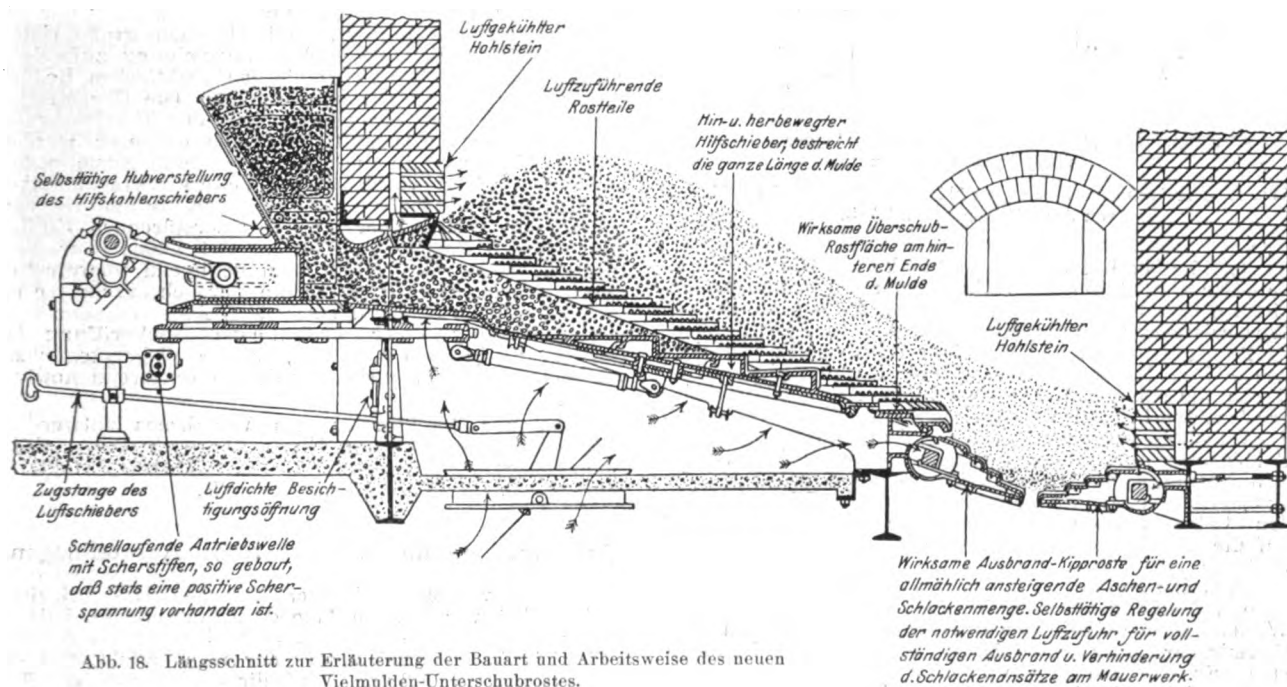 Luftgekühlter
Hohlstein
Luftzuführende
Rostteile
Hin-u. herbewegter
Hilfschieber, bestreicht
die ganze Länge d. Mulde
Selbsttätige Hubverstellung
des Hilfskohlenschiebers
Wirksame Überschub-
Rostfläche am hin-
teren Ende
d. Mulde
Luftgekühlter
Hohlstein
Zugstange des
Luftschiebers
Luftdichte Besich-
tigungsöffnung
Schnellaufende Antriebswelle
mit Scherstiften, so gebaut,
daß stets eine positive Scher-
spannung vorhanden ist.
Wirksame Ausbrand-Kipproste für eine
allmählich ansteigende Aschen-und
Schlackenmenge. Selbsttätige Regelung
der notwendigen Luftzufuhr für voll-
ständigen Ausbrand u. Verhinderung
d. Schlackenansätze am Mauerwerk.
Abb. 18. Längsschnitt zur Erläuterung der Bauart und Arbeitsweise des neuen
Vielmulden-Unterschubrostes.